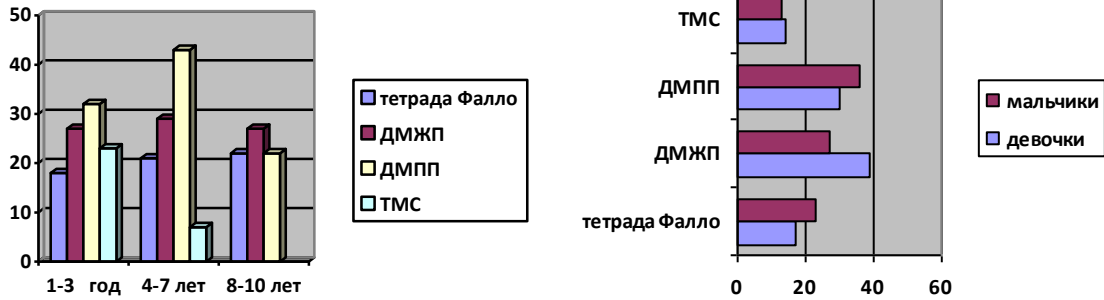 50
40
30
20
10
0
1-3 год 4-7 лет 8-10 лет
тетрада Фалло
ДМЖП
ДМПП
ТМС
ТМС
ДМПП
ДМЖП
тетрада Фалло
0 20 40 60
мальчики
девочки